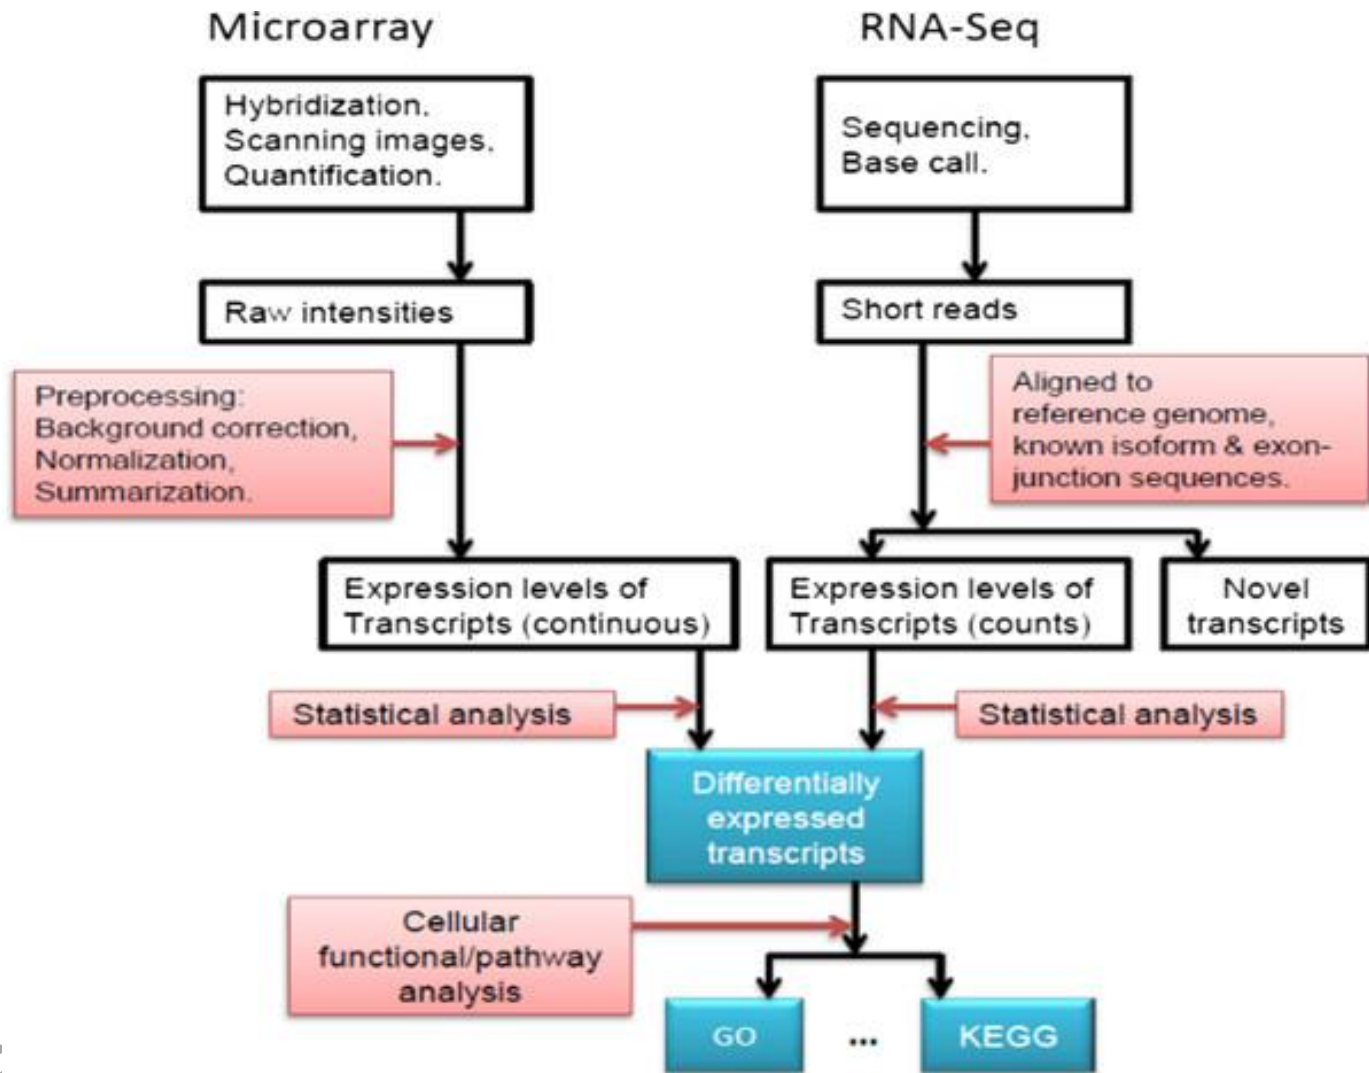 Microarray
RNA-Seq
Hybridization.
Scanning images.
Quantification.
Sequencing.
Base call.
Raw intensities
Short reads
Preprocessing:
Background correction,
Normalization,
Summarization.
Aligned to
reference genome,
known isoform & exon-
junction sequences.
Expression levels of
Transcripts (continuous)
Expression levels of
Transcripts (counts)
Novel
transcripts
Statistical analysis
Statistical analysis
Differentially
expressed
transcripts
Cellular
functional/pathway
analysis
GO
...
KEGG